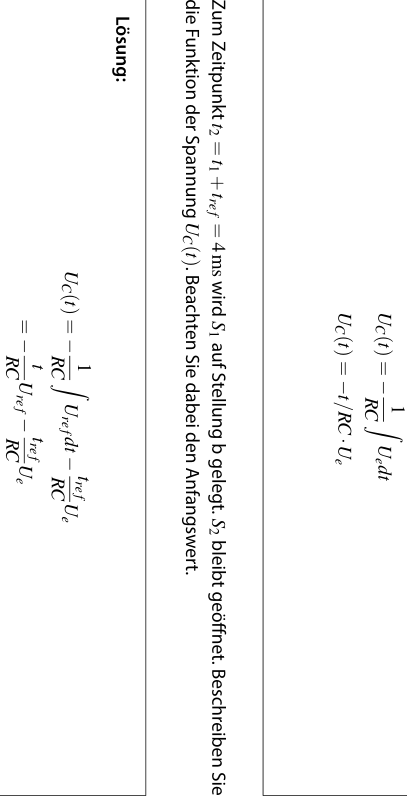 U_C(t) = -\frac{1}{RC} \int U_e dt
U_C(t) = -t/RC \cdot U_e
Zum Zeitpunkt t_2 = t_1 + t_{ref} = 4 ms wird S_1 auf Stellung b gelegt. S_2 bleibt geöffnet. Beschreiben Sie
die Funktion der Spannung U_C(t). Beachten Sie dabei den Anfangswert.
Lösung:
U_C(t) = -\frac{1}{RC} \int U_{ref} dt - \frac{t_{ref}}{RC} U_e
= -\frac{t}{RC} U_{ref} - \frac{t_{ref}}{RC} U_e